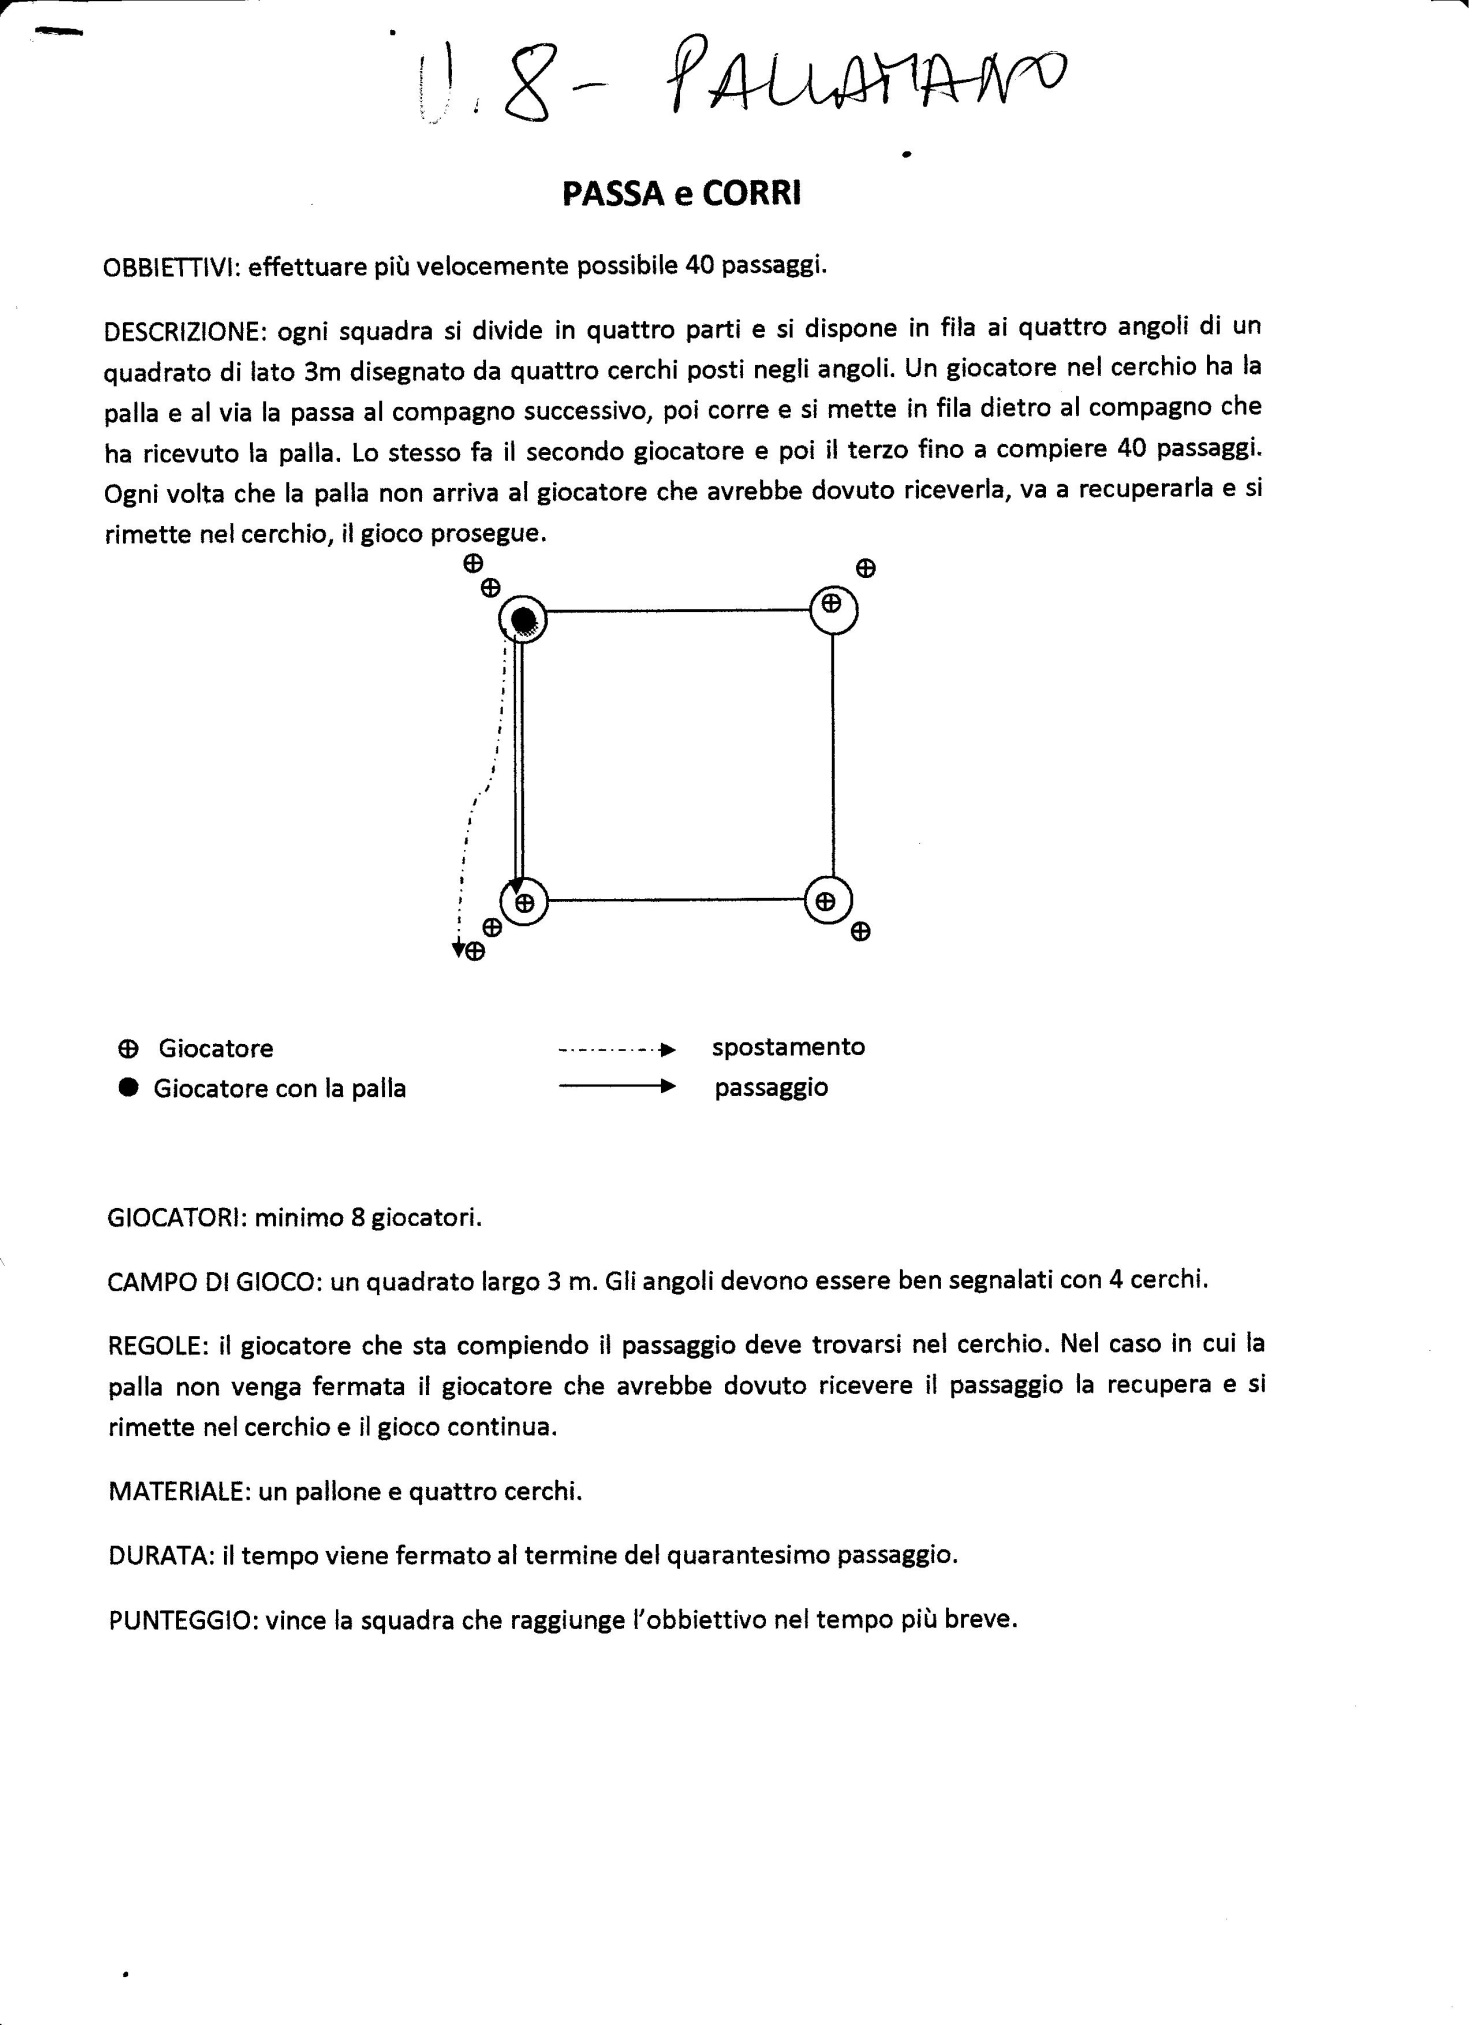 U.8 - PALLAMANO
PASSA e CORRI
OBBIETTIVI: effettuare più velocemente possibile 40 passaggi.
DESCRIZIONE: ogni squadra si divide in quattro parti e si dispone in fila ai quattro angoli di un
quadrato di lato 3m disegnato da quattro cerchi posti negli angoli. Un giocatore nel cerchio ha la
palla e al via la passa al compagno successivo, poi corre e si mette in fila dietro al compagno che
ha ricevuto la palla. Lo stesso fa il secondo giocatore e poi il terzo fino a compiere 40 passaggi.
Ogni volta che la palla non arriva al giocatore che avrebbe dovuto riceverla, va a recuperarla e si
rimette nel cerchio, il gioco prosegue.
Giocatore spostamento
Giocatore con la palla passaggio
GIOCATORI: minimo 8 giocatori.
CAMPO DI GIOCO: un quadrato largo 3 m. Gli angoli devono essere ben segnalati con 4 cerchi.
REGOLE: il giocatore che sta compiendo il passaggio deve trovarsi nel cerchio. Nel caso in cui la
palla non venga fermata il giocatore che avrebbe dovuto ricevere il passaggio la recupera e si
rimette nel cerchio e il gioco continua.
MATERIALE: un pallone e quattro cerchi.
DURATA: il tempo viene fermato al termine del quarantesimo passaggio.
PUNTEGGIO: vince la squadra che raggiunge l'obbiettivo nel tempo più breve.